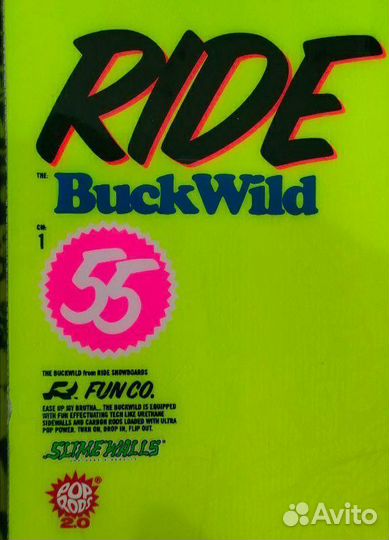 RIDE
THE:
BuckWild
CM:
1
55
THE BUCKWILD from RIDE SNOWBOARDS
FUN CO.
EASE UP JOY BRUTHA... THE BUCKWILD IS EQUIPPED
WITH FUN EFFECTUATING TECH LIKE URETHANE
SIDEWALLS AND CARBON RODS LOADED WITH ULTRA
POP POWER. TURN ON, DROP IN, FLIP OUT.
SLIMEWALLS®
POP
RODS®
2.0
Avito